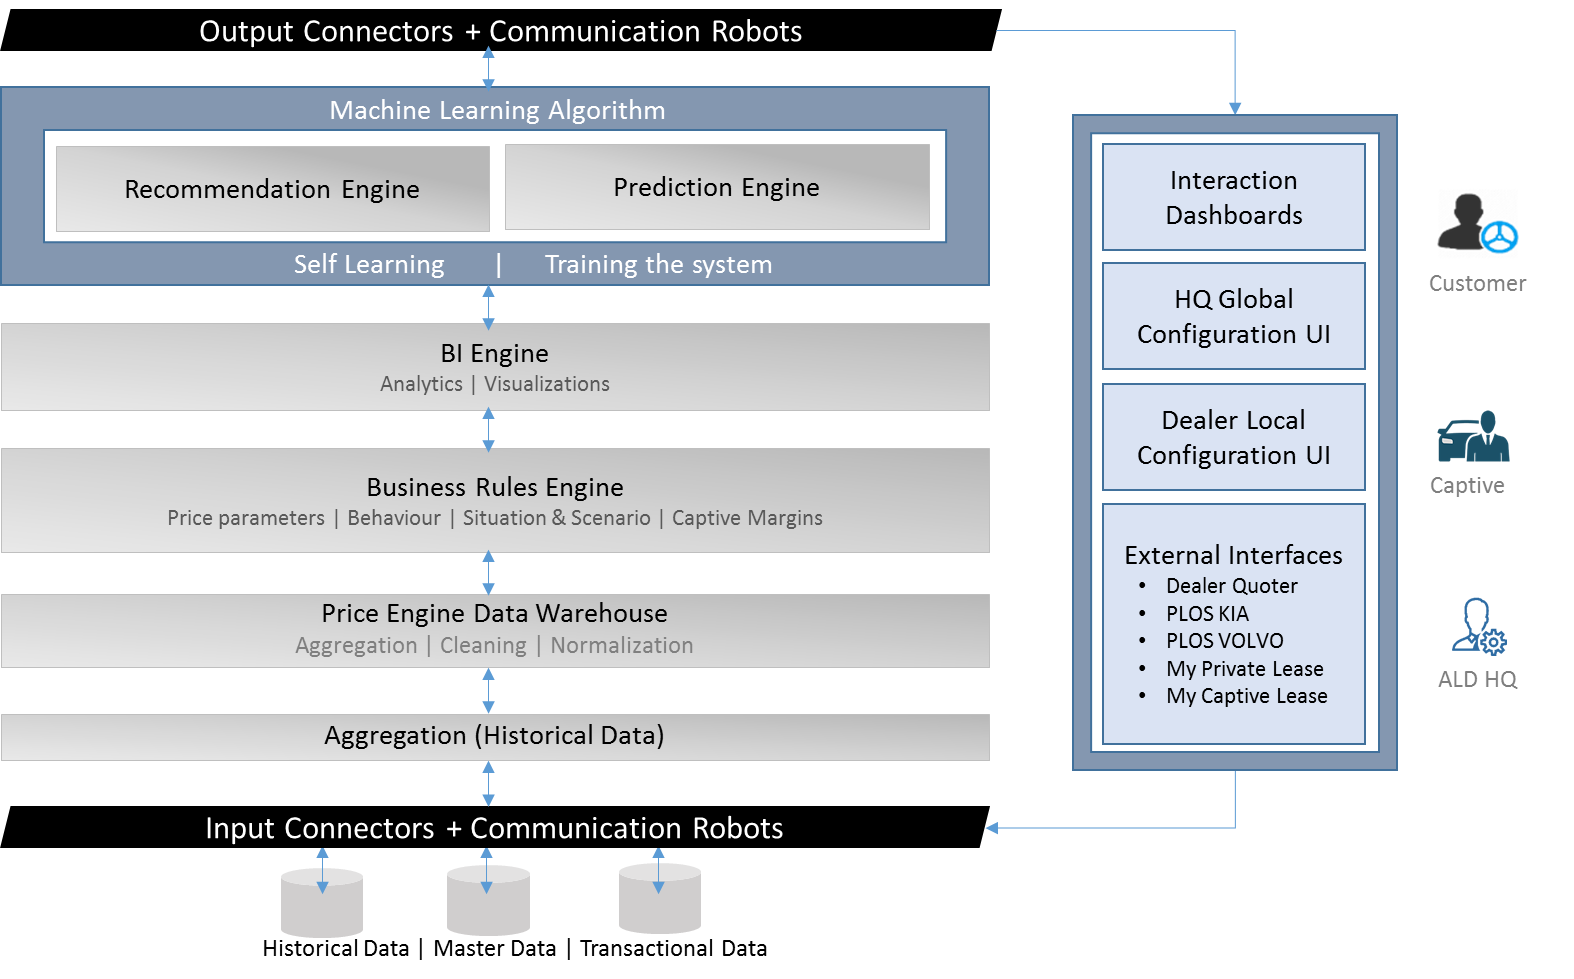 Output Connectors + Communication Robots
Machine Learning Algorithm
Recommendation Engine
Prediction Engine
Self Learning | Training the system
BI Engine
Analytics | Visualizations
Business Rules Engine
Price parameters | Behaviour | Situation & Scenario | Captive Margins
Price Engine Data Warehouse
Aggregation | Cleaning | Normalization
Aggregation (Historical Data)
Input Connectors + Communication Robots
Historical Data | Master Data | Transactional Data
Interaction
Dashboards
HQ Global
Configuration UI
Dealer Local
Configuration UI
External Interfaces
• Dealer Quoter
• PLOS KIA
• PLOS VOLVO
• My Private Lease
• My Captive Lease
Customer
Captive
ALD HQ